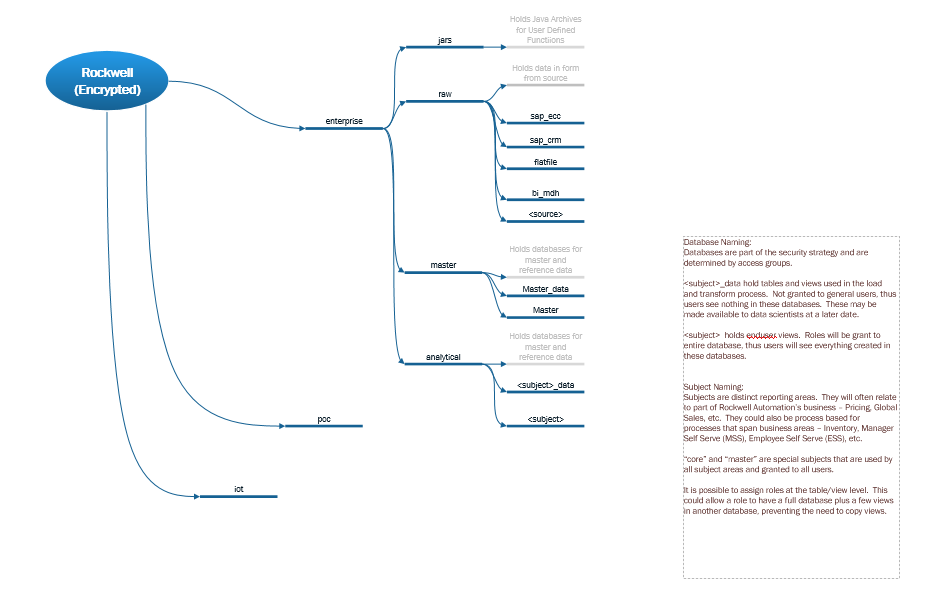 Holds Java Archives
for User Defined
Functiions
jars
Rockwell
(Encrypted)
Holds data in form
from source
raw
sap_ecc
enterprise
sap_crm
flatfile
bi_mdh
<source>
Database Naming:
Databases are part of the security strategy and are
determined by access groups.
<subject>_data hold tables and views used in the load
and transform process.  Not granted to general users, thus
users see nothing in these databases.  These may be
made available to data scientists at a later date.
<subject>  holds enduser views.  Roles will be grant to
entire database, thus users will see everything created in
these databases.
Subject Naming:
Subjects are distinct reporting areas.  They will often relate
to part of Rockwell Automation's business – Pricing, Global
Sales, etc.  They could also be process based for
processes that span business areas – Inventory, Manager
Self Serve (MSS), Employee Self Serve (ESS), etc.
“core” and “master” are special subjects that are used by
all subject areas and granted to all users.
It is possible to assign roles at the table/view level.  This
could allow a role to have a full database plus a few views
in another database, preventing the need to copy views.
Holds databases for
master and
reference data
master
Master_data
Master
Holds databases for
master and
reference data
analytical
<subject>_data
<subject>
poc
iot